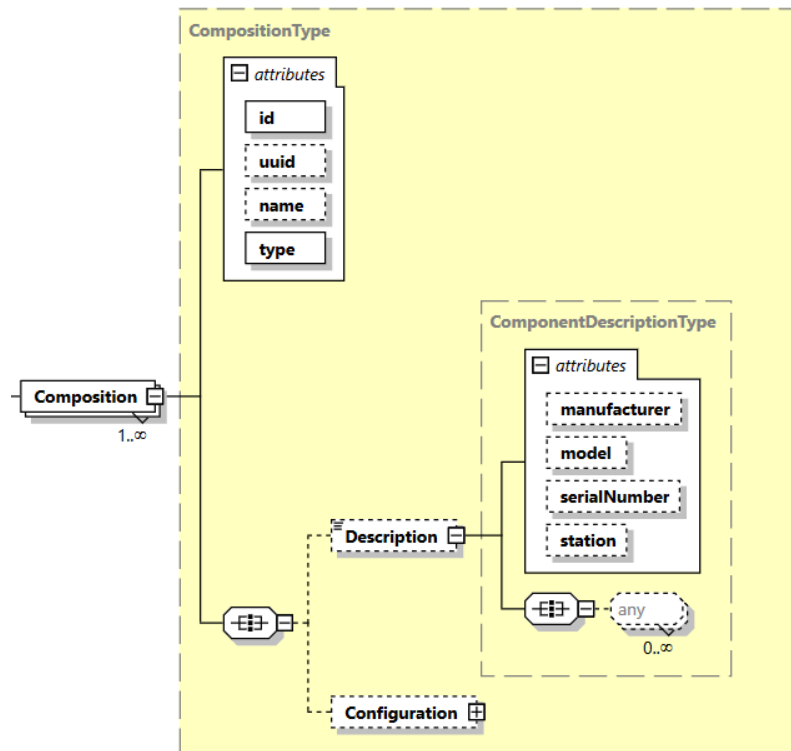 CompositionType
attributes
id
uuid
name
type
ComponentDescriptionType
attributes
manufacturer
model
serialNumber
station
Composition
1..∞
Description
any
0..∞
Configuration